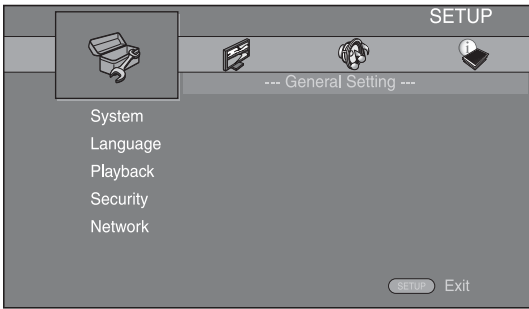 SETUP
--- General Setting ---
System
Language
Playback
Security
Network
SETUP Exit